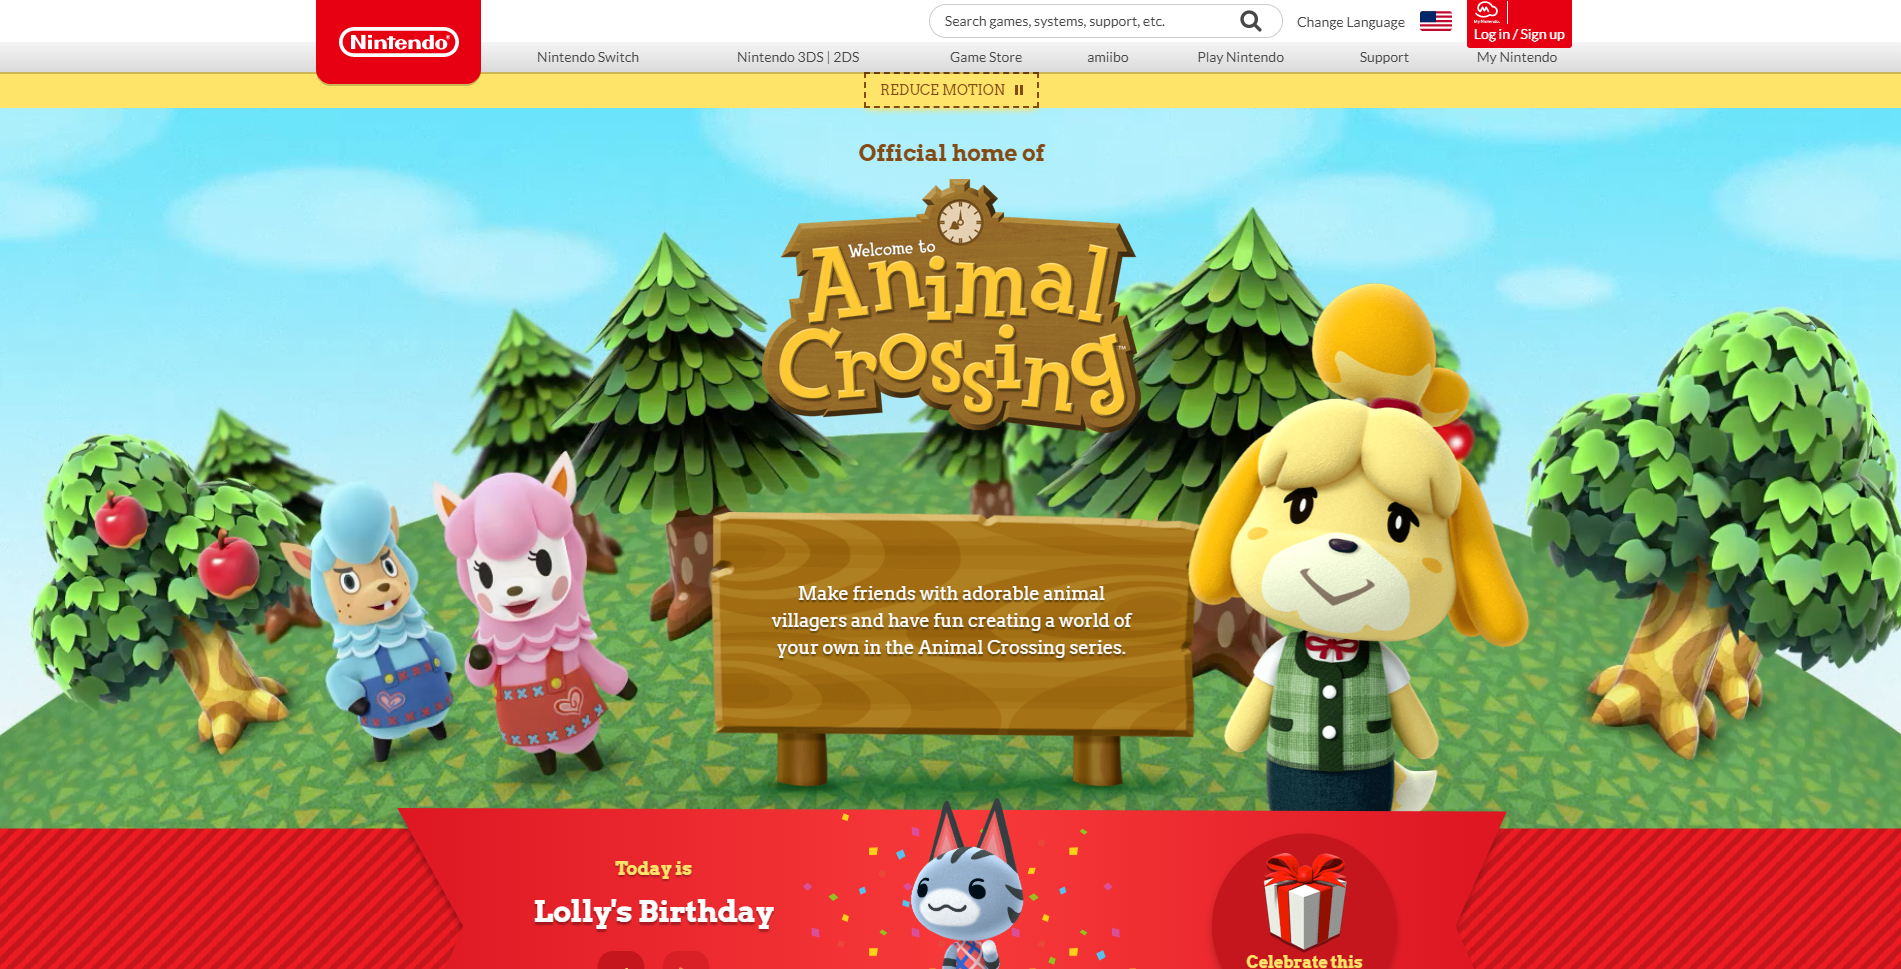 Nintendo
Search games, systems, support, etc.
Change Language
My Nintendo
Log in / Sign up
Nintendo Switch
Nintendo 3DS | 2DS
Game Store
amiibo
Play Nintendo
Support
My Nintendo
REDUCE MOTION
Official home of
Welcome to
Animal
Crossing™
Make friends with adorable animal
villagers and have fun creating a world of
your own in the Animal Crossing series.
Today is
Lolly's Birthday
Celebrate this